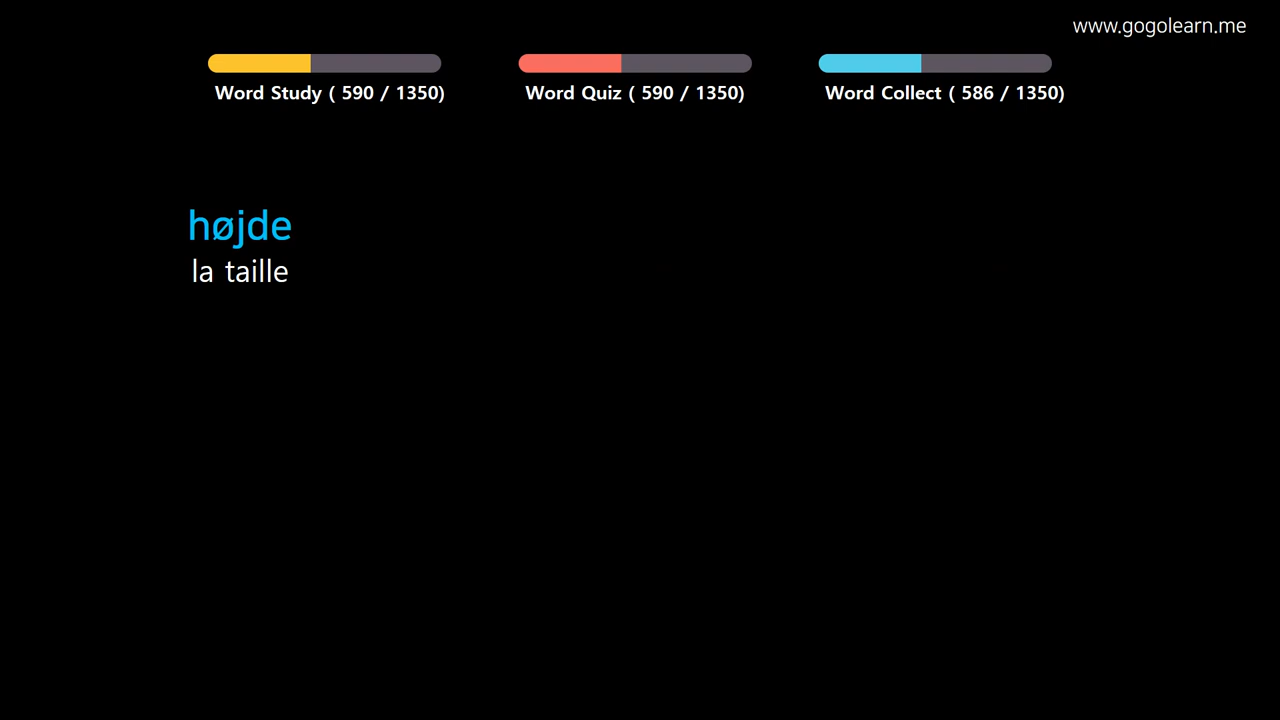 www.gogolearn.me
Word Study ( 590 / 1350)
Word Quiz ( 590 / 1350)
Word Collect ( 586 / 1350)
højde
la taille